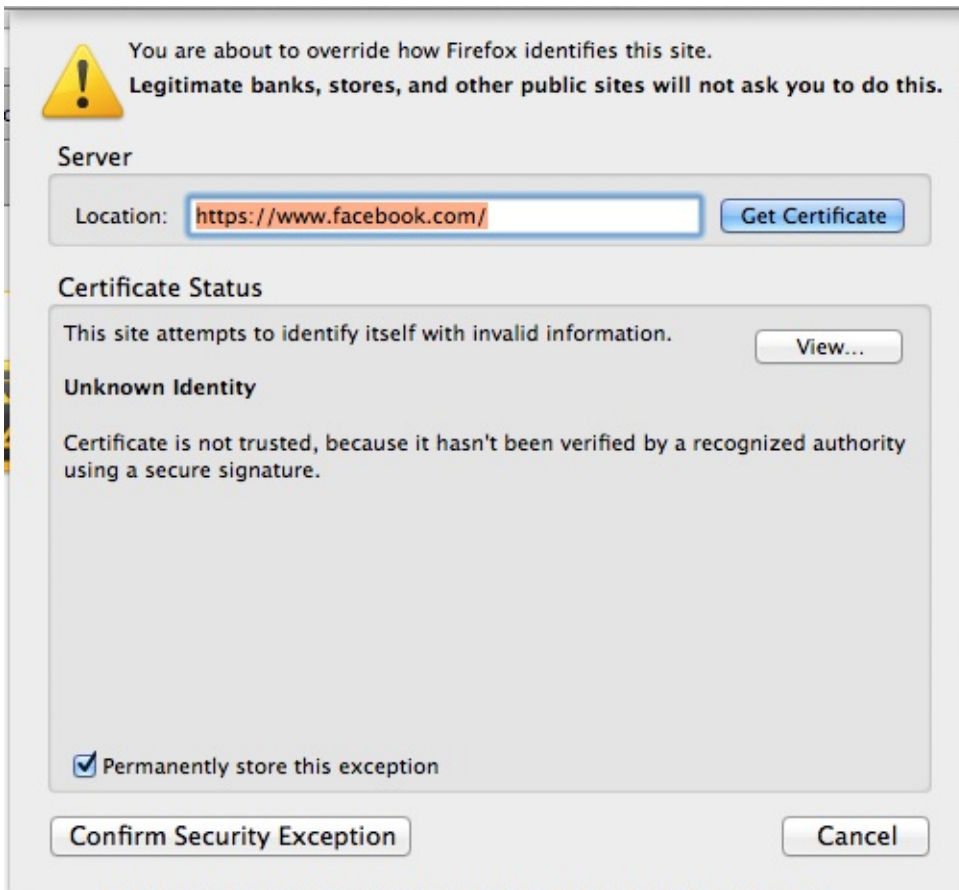 You are about to override how Firefox identifies this site.
Legitimate banks, stores, and other public sites will not ask you to do this.
Server
Location: https://www.facebook.com/ Get Certificate
Certificate Status
This site attempts to identify itself with invalid information.
View...
Unknown Identity
Certificate is not trusted, because it hasn't been verified by a recognized authority
using a secure signature.
Permanently store this exception
Confirm Security Exception Cancel